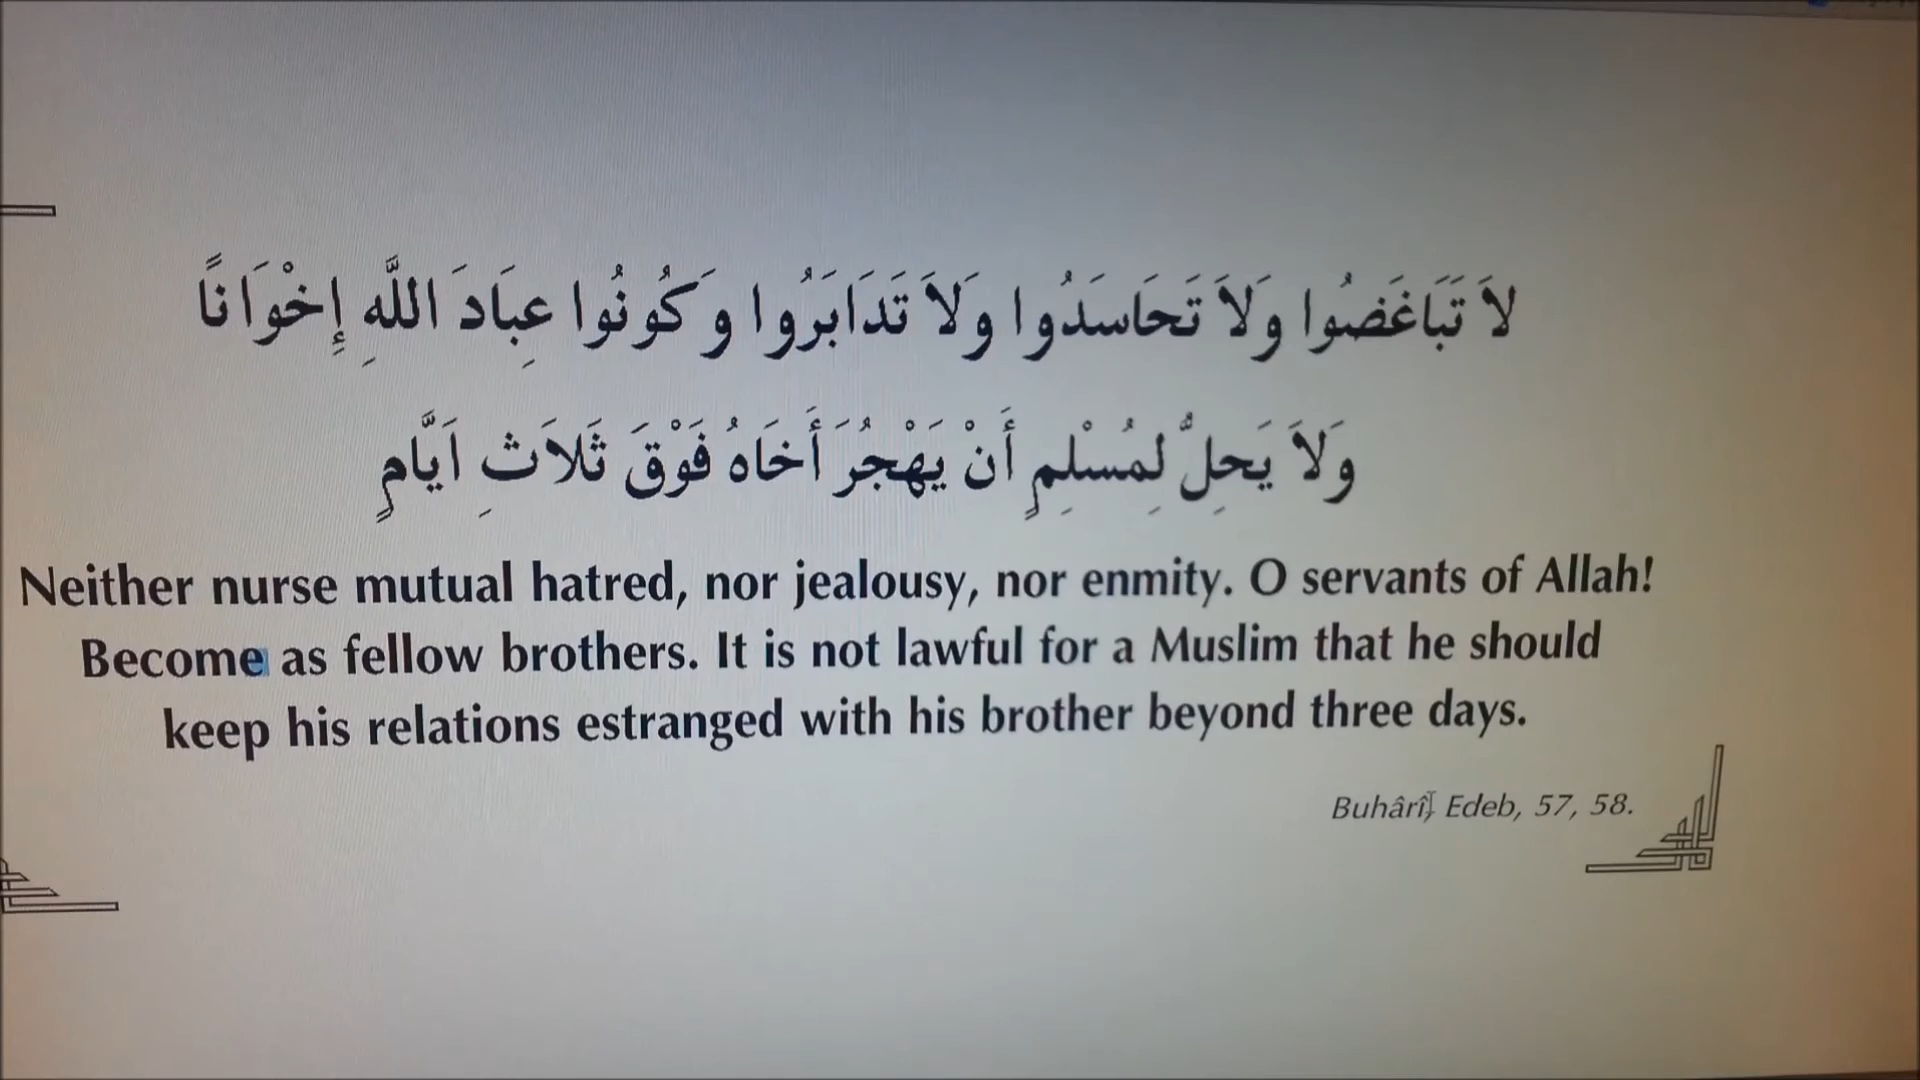 لاَ تَبَاغَضُوا وَلاَ تَحَاسَدُوا وَلاَ تَدَابَرُوا وَكُونُوا عِبَادَ اللَّهِ إِخْوَانًا
وَلاَ يَحِلُّ لِمُسْلِمٍ أَنْ يَهْجُرَ أَخَاهُ فَوْقَ ثَلاَثِ اَيَّامٍ
Neither nurse mutual hatred, nor jealousy, nor enmity. O servants of Allah!
Become as fellow brothers. It is not lawful for a Muslim that he should
keep his relations estranged with his brother beyond three days.
Buhârî, Edeb, 57, 58.